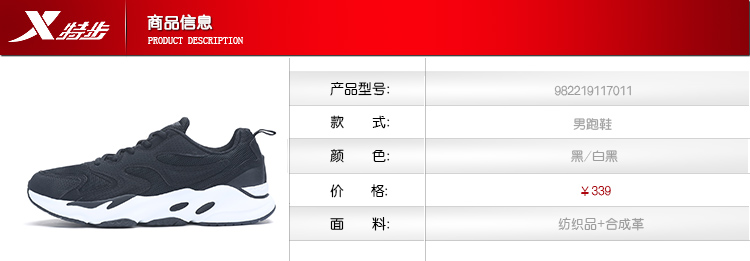 特步
商品信息
PRODUCT DESCRIPTION
产品型号: 982219117011
款 式: 男跑鞋
颜 色: 黑/白黑
价 格: ¥339
面 料: 纺织品+合成革